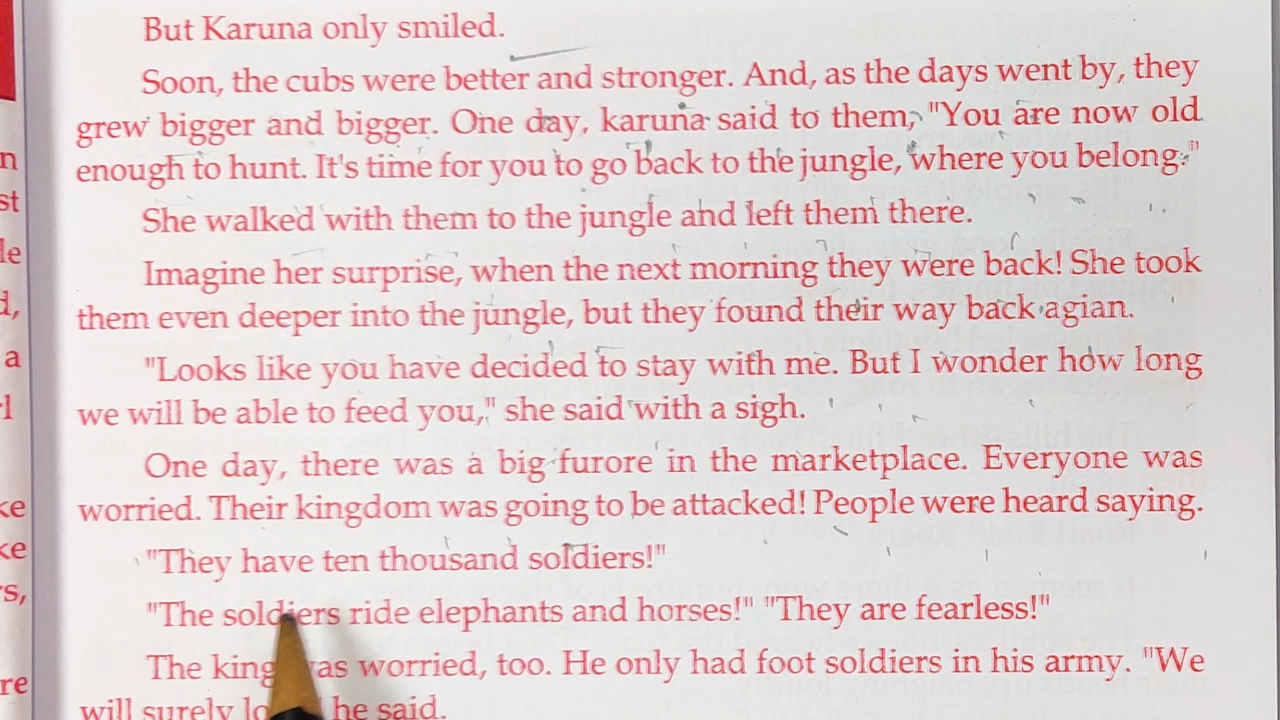 But Karuna only smiled.
Soon, the cubs were better and stronger. And, as the days went by, they
grew bigger and bigger. One day, karuna said to them, "You are now old
enough to hunt. It's time for you to go back to the jungle, where you belong."
She walked with them to the jungle and left them there.
Imagine her surprise, when the next morning they were back! She took
them even deeper into the jungle, but they found their way back agian.
"Looks like you have decided to stay with me. But I wonder how long
we will be able to feed you," she said with a sigh.
One day, there was a big furore in the marketplace. Everyone was
worried. Their kingdom was going to be attacked! People were heard saying.
"They have ten thousand soldiers!"
"The soldiers ride elephants and horses!" "They are fearless!"
The king was worried, too. He only had foot soldiers in his army. "We
will surely he said.